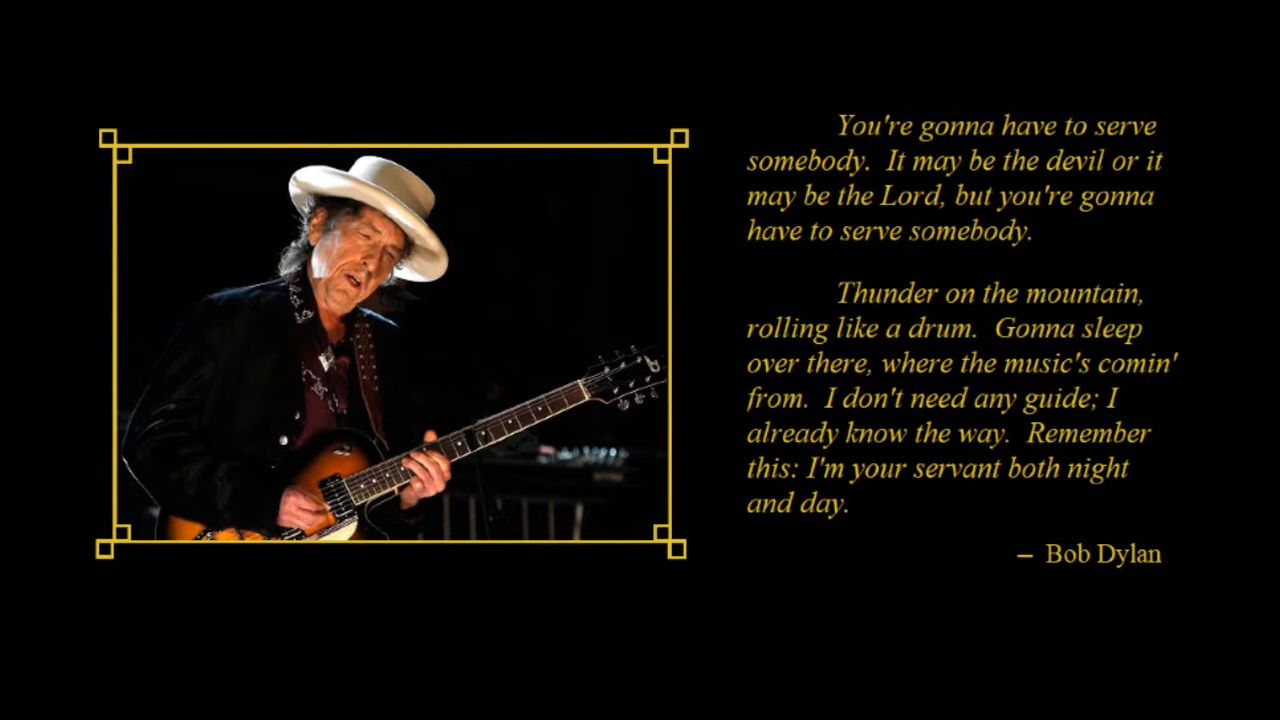 You're gonna have to serve
somebody.  It may be the devil or it
may be the Lord, but you're gonna
have to serve somebody.
Thunder on the mountain,
rolling like a drum.  Gonna sleep
over there, where the music's comin'
from.  I don't need any guide; I
already know the way.  Remember
this: I'm your servant both night
and day.
–  Bob Dylan